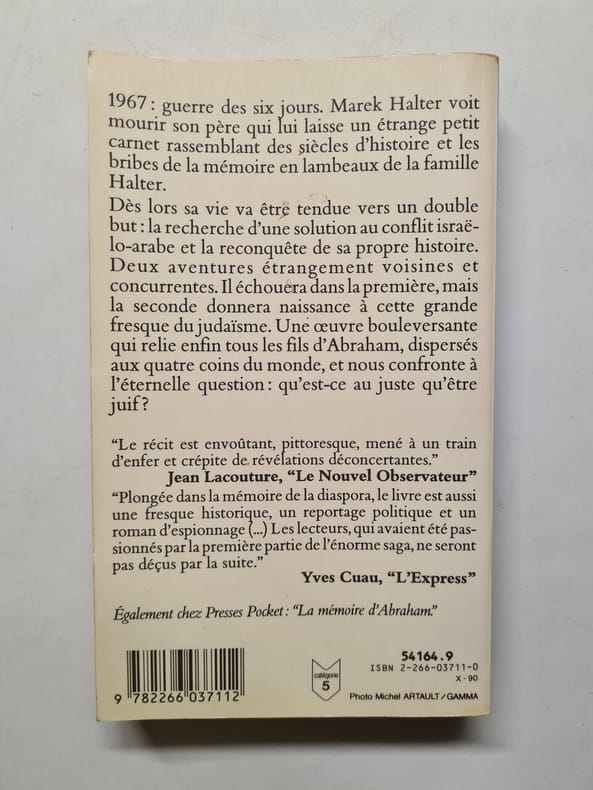 1967 : guerre des six jours. Marek Halter voit
mourir son père qui lui laisse un étrange petit
carnet rassemblant des siècles d'histoire et les
bribes de la mémoire en lambeaux de la famille
Halter.
Dès lors sa vie va être tendue vers un double
but : la recherche d'une solution au conflit israé-
lo-arabe et la reconquête de sa propre histoire.
Deux aventures étrangement voisines et
concurrentes. Il échouera dans la première, mais
la seconde donnera naissance à cette grande
fresque du judaïsme. Une œuvre bouleversante
qui relie enfin tous les fils d'Abraham, dispersés
aux quatre coins du monde, et nous confronte à
l'éternelle question : qu'est-ce au juste qu'être
juif ?
“Le récit est envoûtant, pittoresque, mené à un train
d'enfer et crépite de révélations déconcertantes.”
Jean Lacouture, “Le Nouvel Observateur”
“Plongée dans la mémoire de la diaspora, le livre est aussi
une fresque historique, un reportage politique et un
roman d'espionnage (...) Les lecteurs, qui avaient été pas-
sionnés par la première partie de l'énorme saga, ne seront
pas déçus par la suite.”
Yves Cuau, “L'Express”
Également chez Presses Pocket : “La mémoire d'Abraham.”
54164.9
ISBN 2-266-03711-0
X-90
catégorie
5
9 782266 037112
Photo Michel ARTAULT/GAMMA